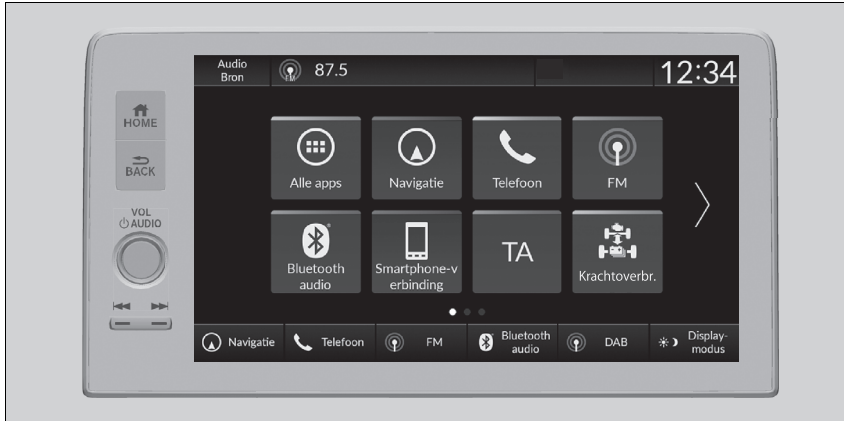 Audio
Bron
FM
87.5
12:34
HOME
BACK
VOL
AUDIO
Alle apps
Navigatie
Telefoon
FM
Bluetooth
audio
Smartphone-v
erbinding
TA
Krachtoverbr.
Navigatie
Telefoon
FM
Bluetooth
audio
DAB
Display-
modus